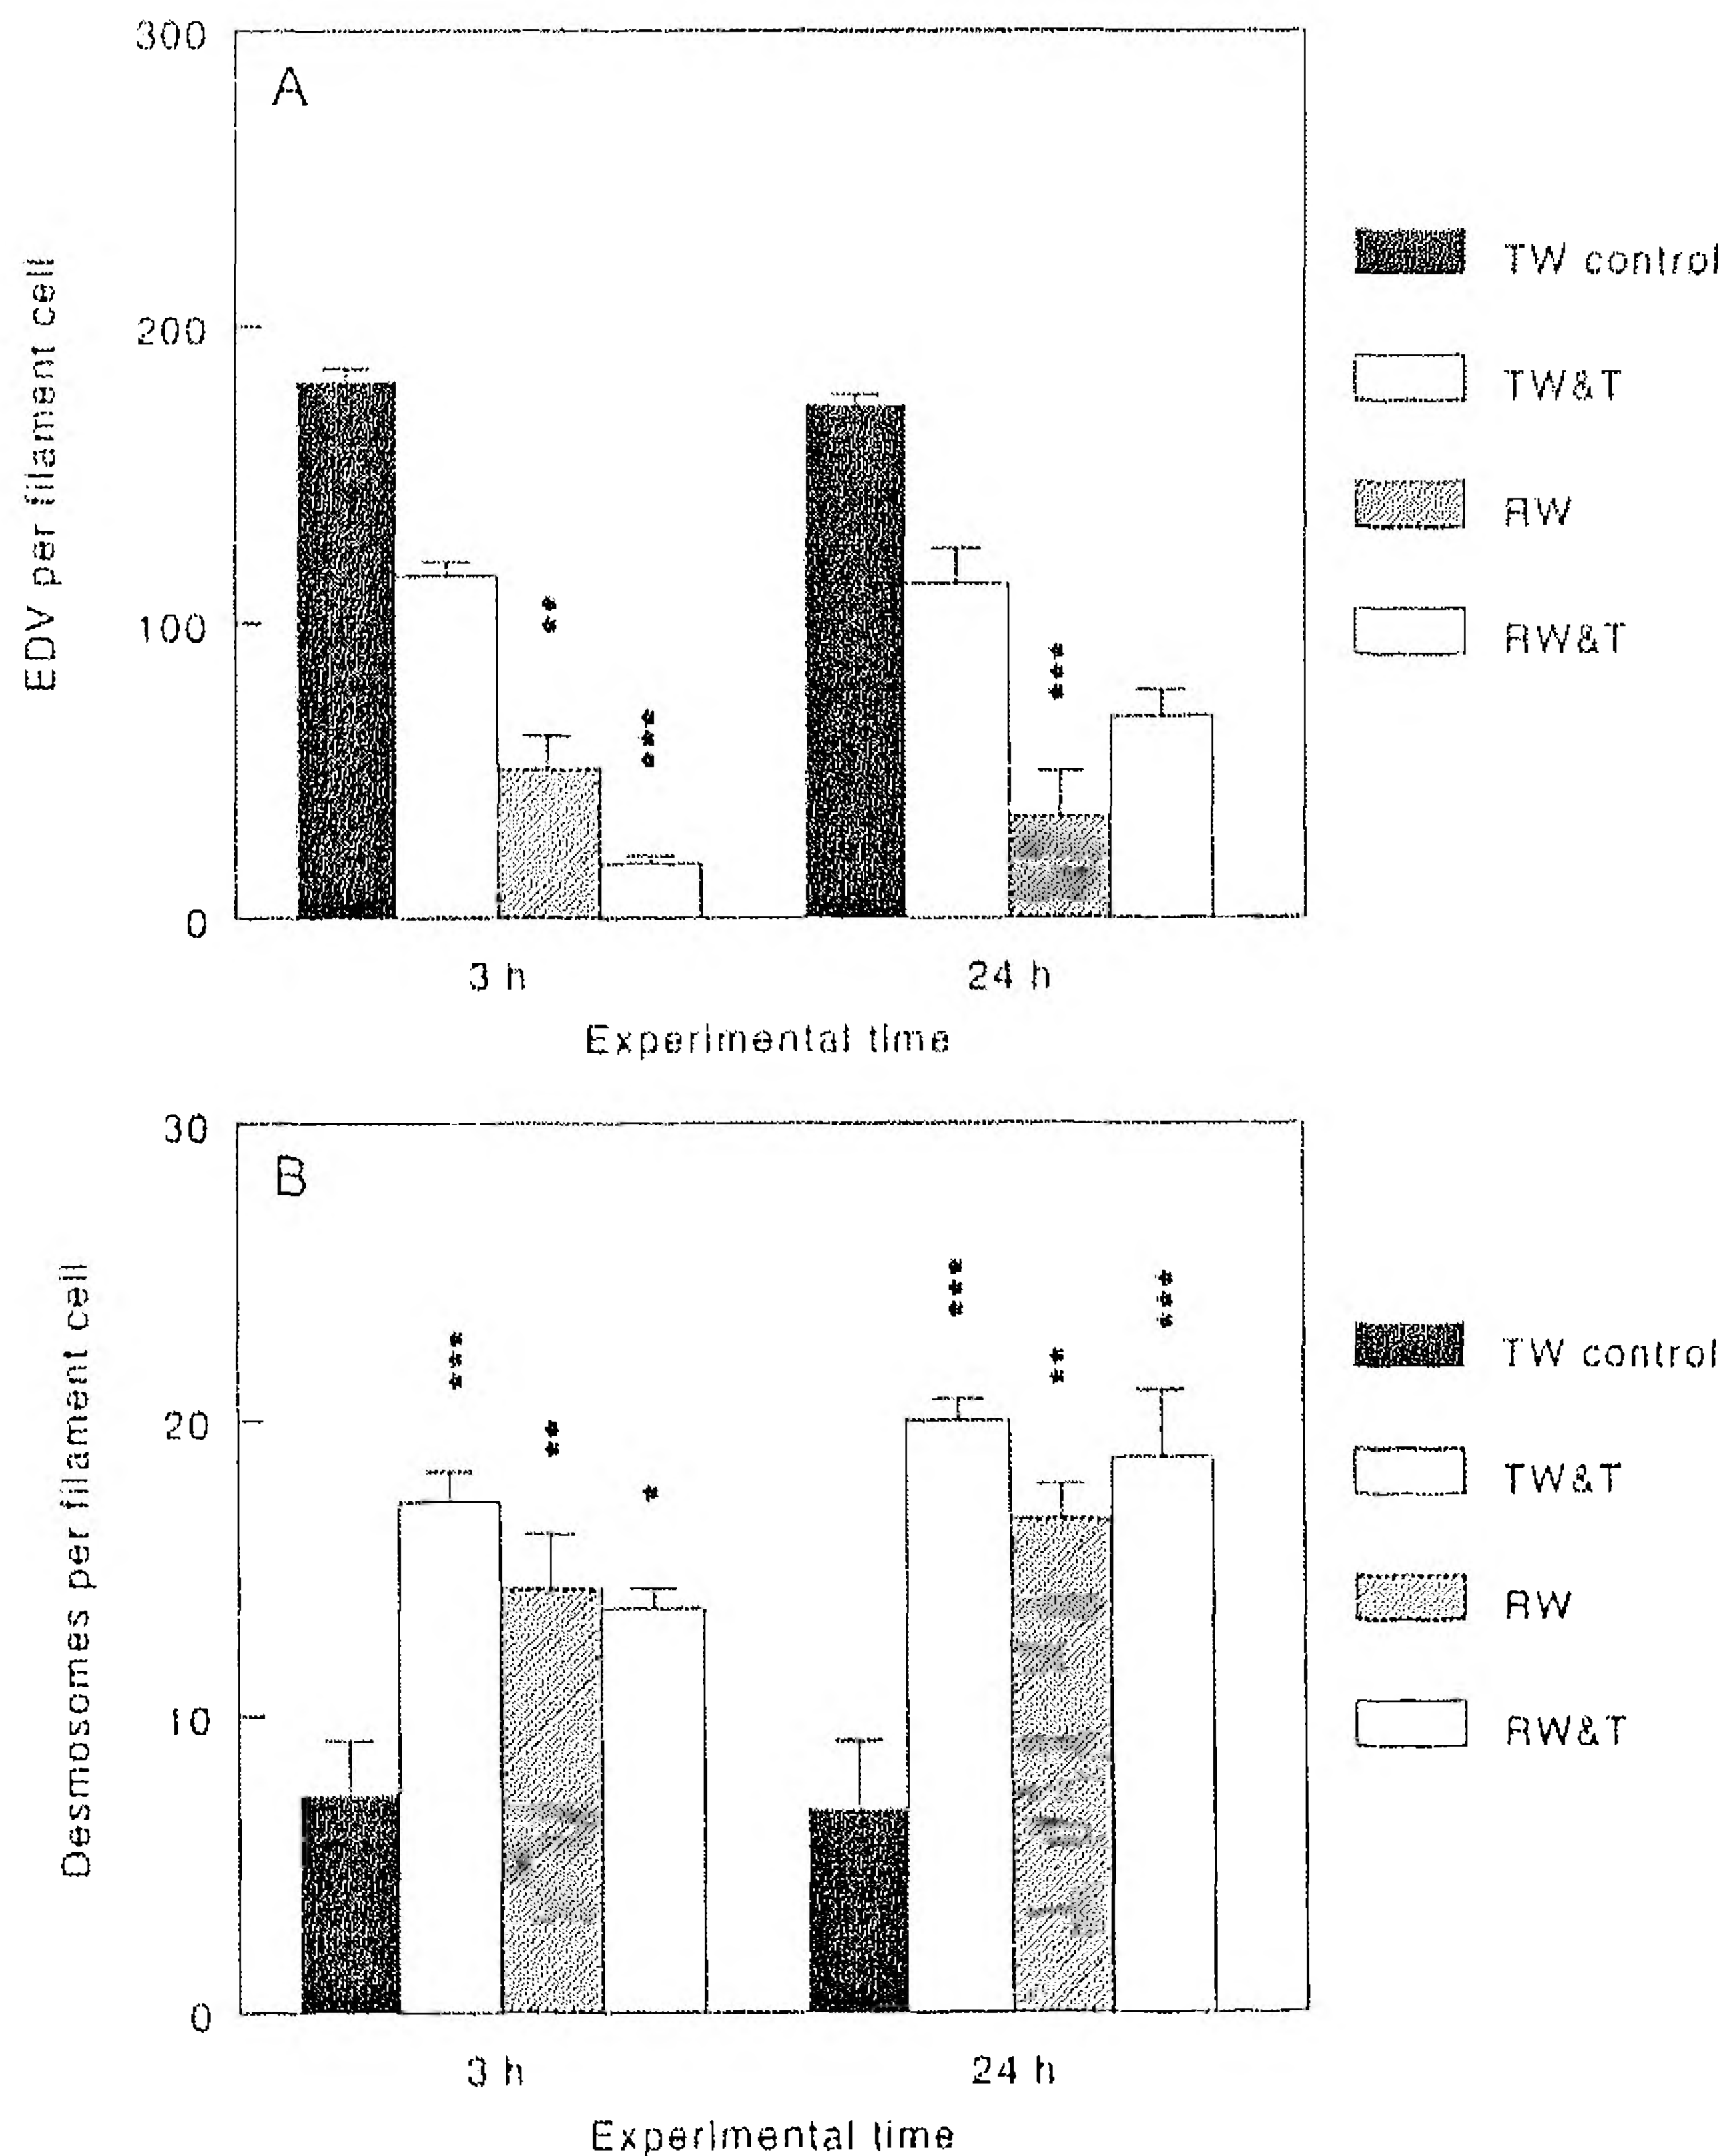 300
A
200
100
0
EDV per filament cell
3 h
24 h
Experimental time
TW control
TW&T
RW
RW&T
**
***
***
30
B
20
10
0
Desmosomes per filament cell
3 h
24 h
Experimental time
TW control
TW&T
RW
RW&T
***
**
*
***
**
***